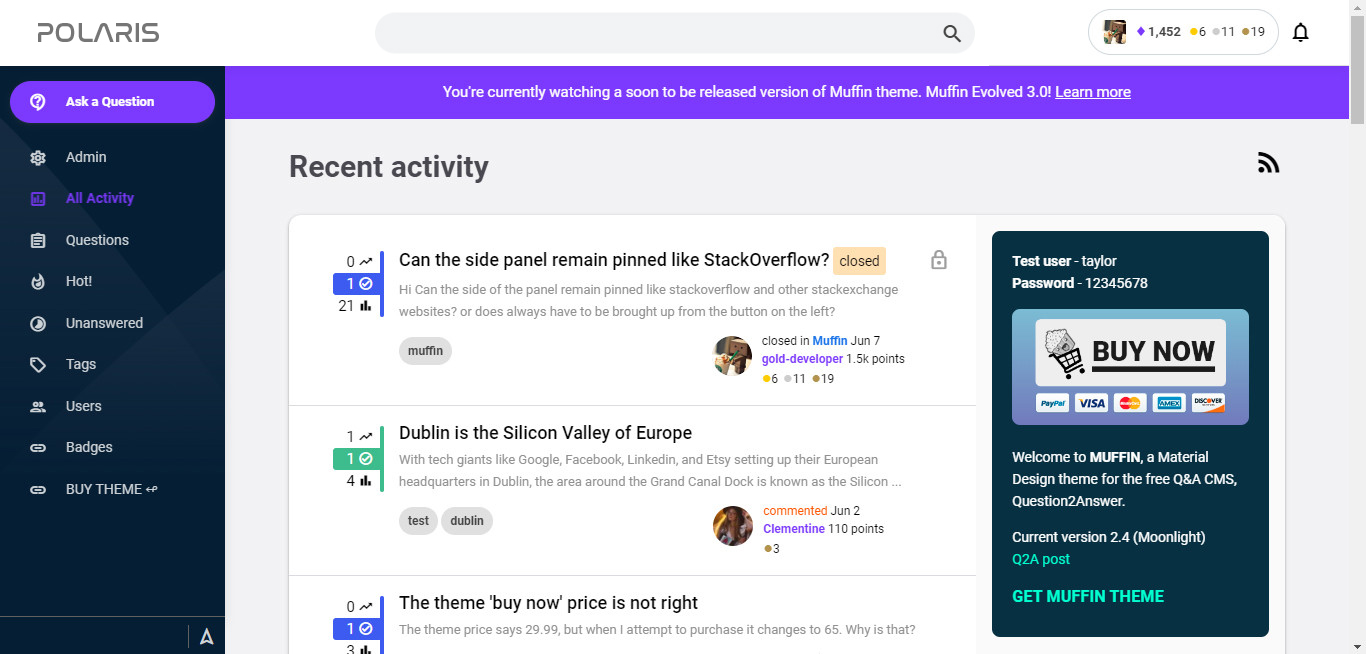 POLARIS
1,452 6 11 19
Ask a Question
Admin
All Activity
Questions
Hot!
Unanswered
Tags
Users
Badges
BUY THEME
You're currently watching a soon to be released version of Muffin theme. Muffin Evolved 3.0! Learn more
Recent activity
0
1
21
Can the side panel remain pinned like StackOverflow? closed
Hi Can the side of the panel remain pinned like stackoverflow and other stackexchange
websites? or does always have to be brought up from the button on the left?
muffin
closed in Muffin Jun 7
gold-developer 1.5k points
6 11 19
1
1
4
Dublin is the Silicon Valley of Europe
With tech giants like Google, Facebook, Linkedin, and Etsy setting up their European
headquarters in Dublin, the area around the Grand Canal Dock is known as the Silicon ...
test dublin
commented Jun 2
Clementine 110 points
3
0
1
3
The theme 'buy now' price is not right
The theme price says 29.99, but when I attempt to purchase it changes to 65. Why is that?
Test user - taylor
Password - 12345678
BUY NOW
PayPal VISA MasterCard AMEX DISCOVER
Welcome to MUFFIN, a Material
Design theme for the free Q&A CMS,
Question2Answer.
Current version 2.4 (Moonlight)
Q2A post
GET MUFFIN THEME